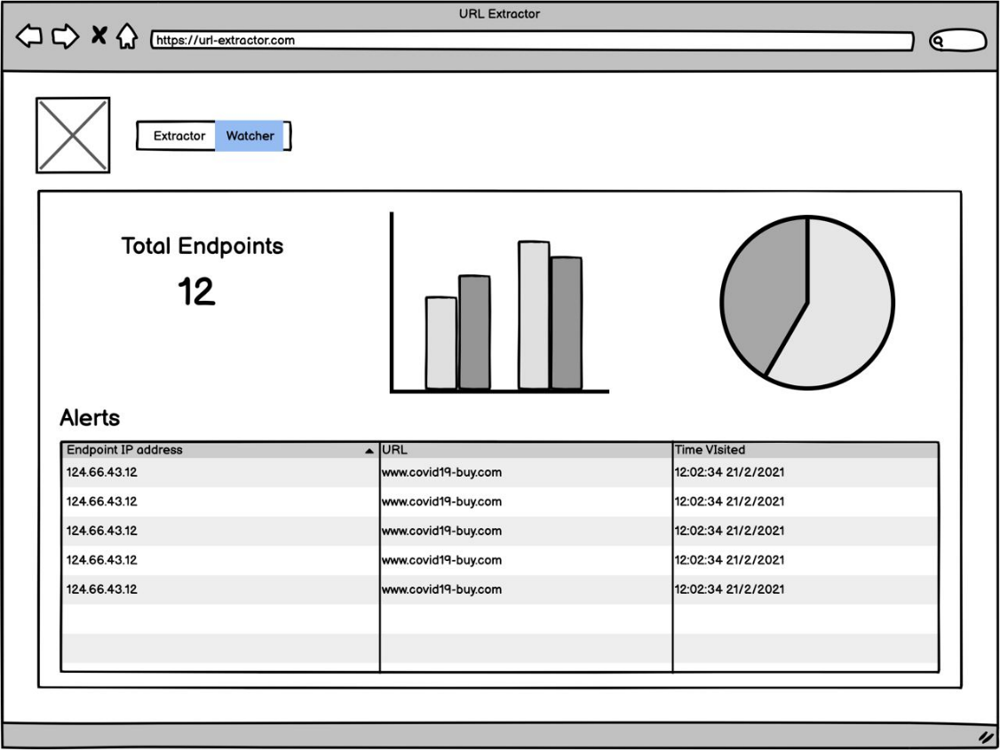 URL Extractor
https://url-extractor.com
Extractor Watcher
Total Endpoints
12
Alerts
Endpoint IP address URL Time VIsited
124.66.43.12 www.covid19-buy.com 12:02:34 21/2/2021
124.66.43.12 www.covid19-buy.com 12:02:34 21/2/2021
124.66.43.12 www.covid19-buy.com 12:02:34 21/2/2021
124.66.43.12 www.covid19-buy.com 12:02:34 21/2/2021
124.66.43.12 www.covid19-buy.com 12:02:34 21/2/2021